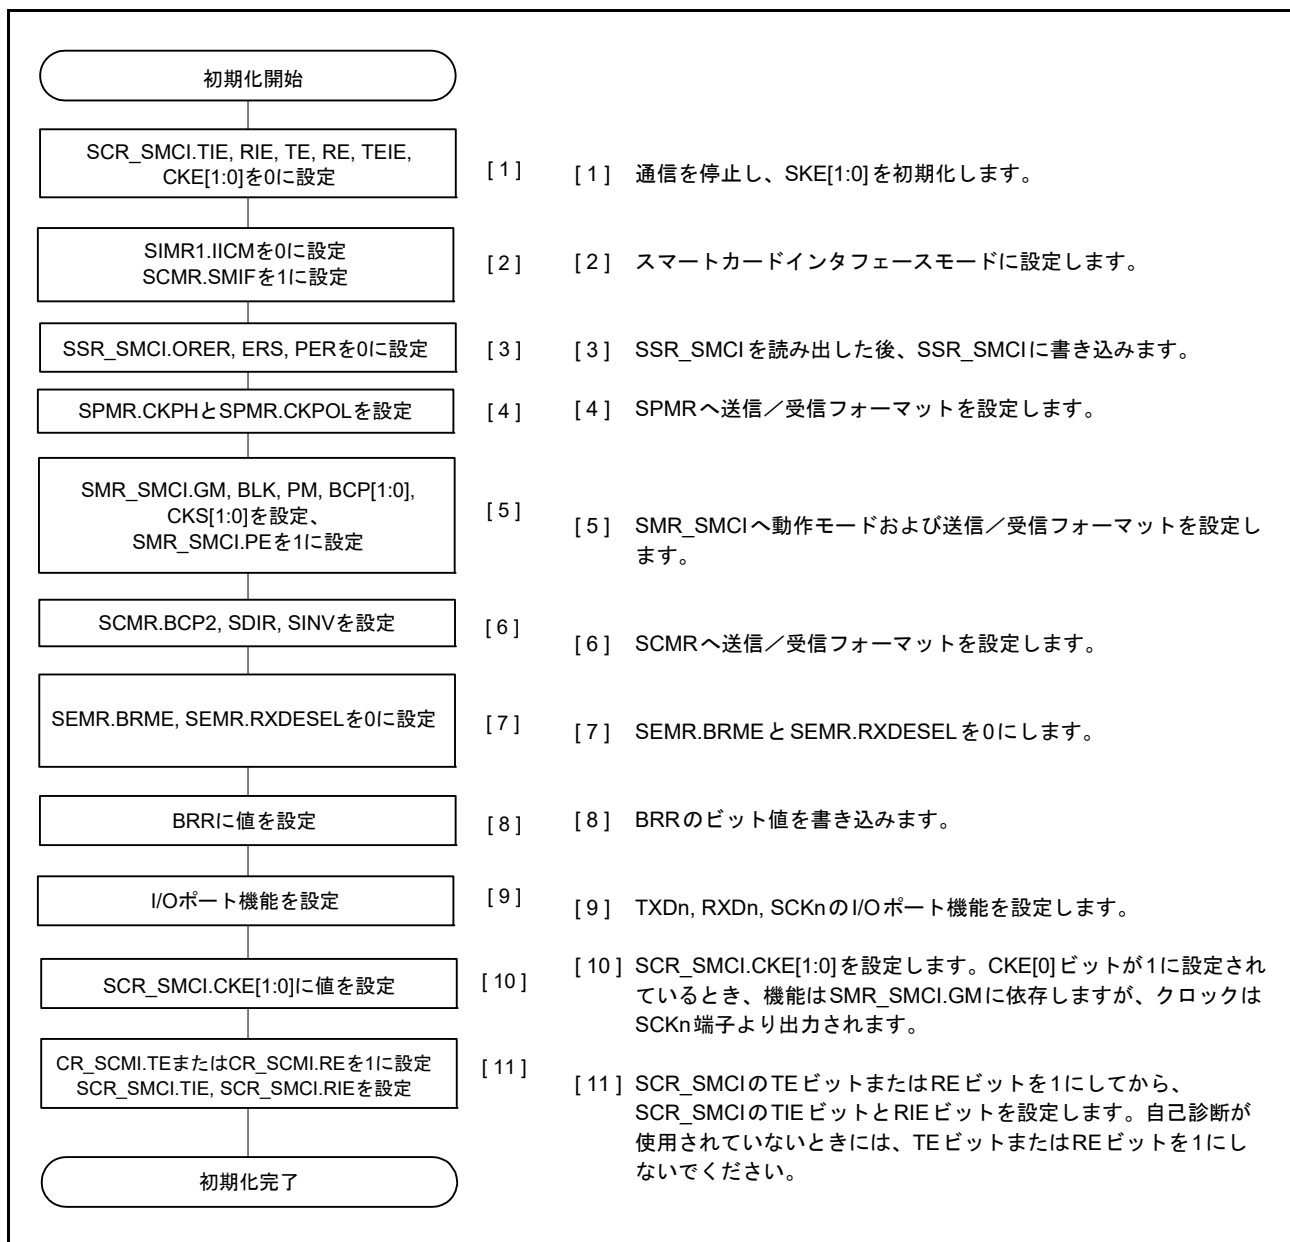 初期化開始
SCR_SMCI.TIE, RIE, TE, RE, TEIE,
CKE[1:0]を0に設定
[ 1 ]
[ 1 ] 通信を停止し、SKE[1:0]を初期化します。
SIMR1.IICMを0に設定
SCMR.SMIFを1に設定
[ 2 ]
[ 2 ] スマートカードインタフェースモードに設定します。
SSR_SMCI.ORER, ERS, PERを0に設定
[ 3 ]
[ 3 ] SSR_SMCIを読み出した後、SSR_SMCIに書き込みます。
SPMR.CKPHとSPMR.CKPOLを設定
[ 4 ]
[ 4 ] SPMRへ送信／受信フォーマットを設定します。
SMR_SMCI.GM, BLK, PM, BCP[1:0],
CKS[1:0]を設定、
SMR_SMCI.PEを1に設定
[ 5 ]
[ 5 ] SMR_SMCIへ動作モードおよび送信／受信フォーマットを設定し
ます。
SCMR.BCP2, SDIR, SINVを設定
[ 6 ]
[ 6 ] SCMRへ送信／受信フォーマットを設定します。
SEMR.BRME, SEMR.RXDESELを0に設定
[ 7 ]
[ 7 ] SEMR.BRMEとSEMR.RXDESELを0にします。
BRRに値を設定
[ 8 ]
[ 8 ] BRRのビット値を書き込みます。
I/Oポート機能を設定
[ 9 ]
[ 9 ] TXDn, RXDn, SCKnのI/Oポート機能を設定します。
SCR_SMCI.CKE[1:0]に値を設定
[ 10 ]
[ 10 ] SCR_SMCI.CKE[1:0]を設定します。CKE[0]ビットが1に設定され
ているとき、機能はSMR_SMCI.GMに依存しますが、クロックは
SCKn端子より出力されます。
CR_SCMI.TEまたはCR_SCMI.REを1に設定
SCR_SMCI.TIE, SCR_SMCI.RIEを設定
[ 11 ]
[ 11 ] SCR_SMCIのTEビットまたはREビットを1にしてから、
SCR_SMCIのTIEビットとRIEビットを設定します。自己診断が
使用されていないときには、TEビットまたはREビットを1にし
ないでください。
初期化完了